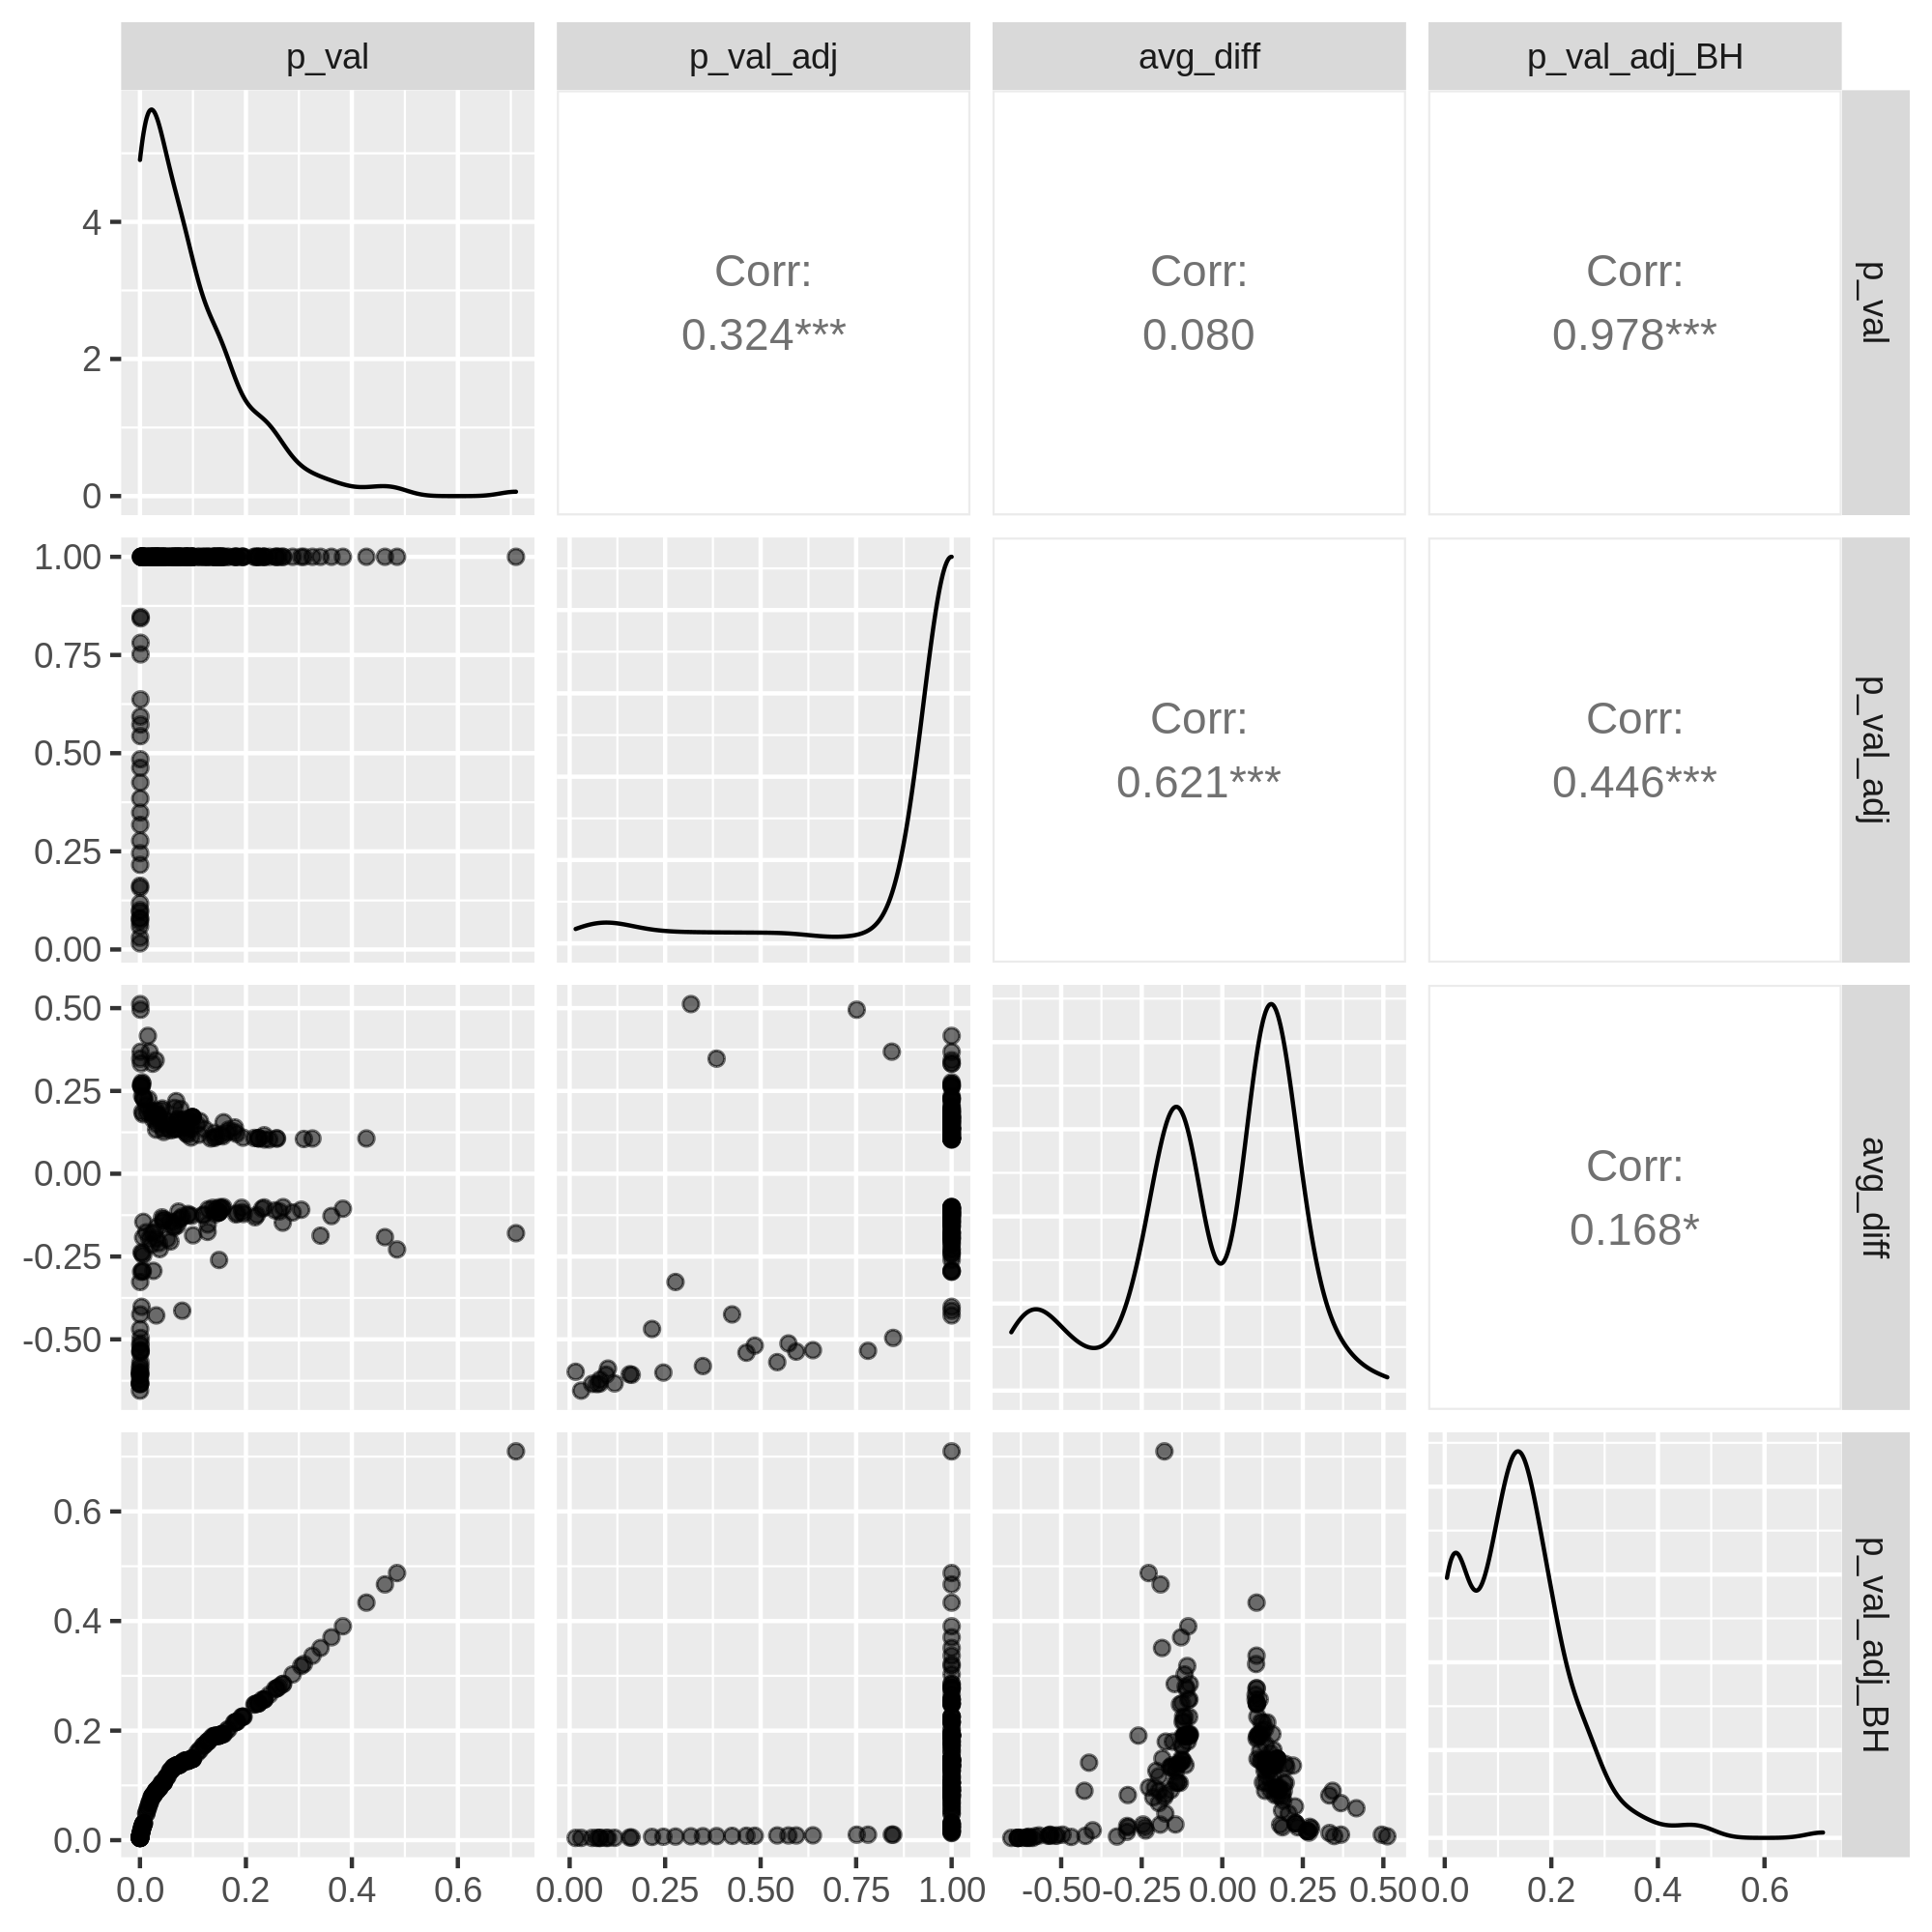 p_val p_val_adj avg_diff p_val_adj_BH
4
2
0
Corr:
0.324***
Corr:
0.080
Corr:
0.978***
p_val
1.00
0.75
0.50
0.25
0.00
Corr:
0.621***
Corr:
0.446***
p_val_adj
0.50
0.25
0.00
-0.25
-0.50
Corr:
0.168*
avg_diff
0.6
0.4
0.2
0.0
p_val_adj_BH
0.0 0.2 0.4 0.6 0.00 0.25 0.50 0.75 1.00 -0.50 -0.25 0.00 0.25 0.50 0.0 0.2 0.4 0.6